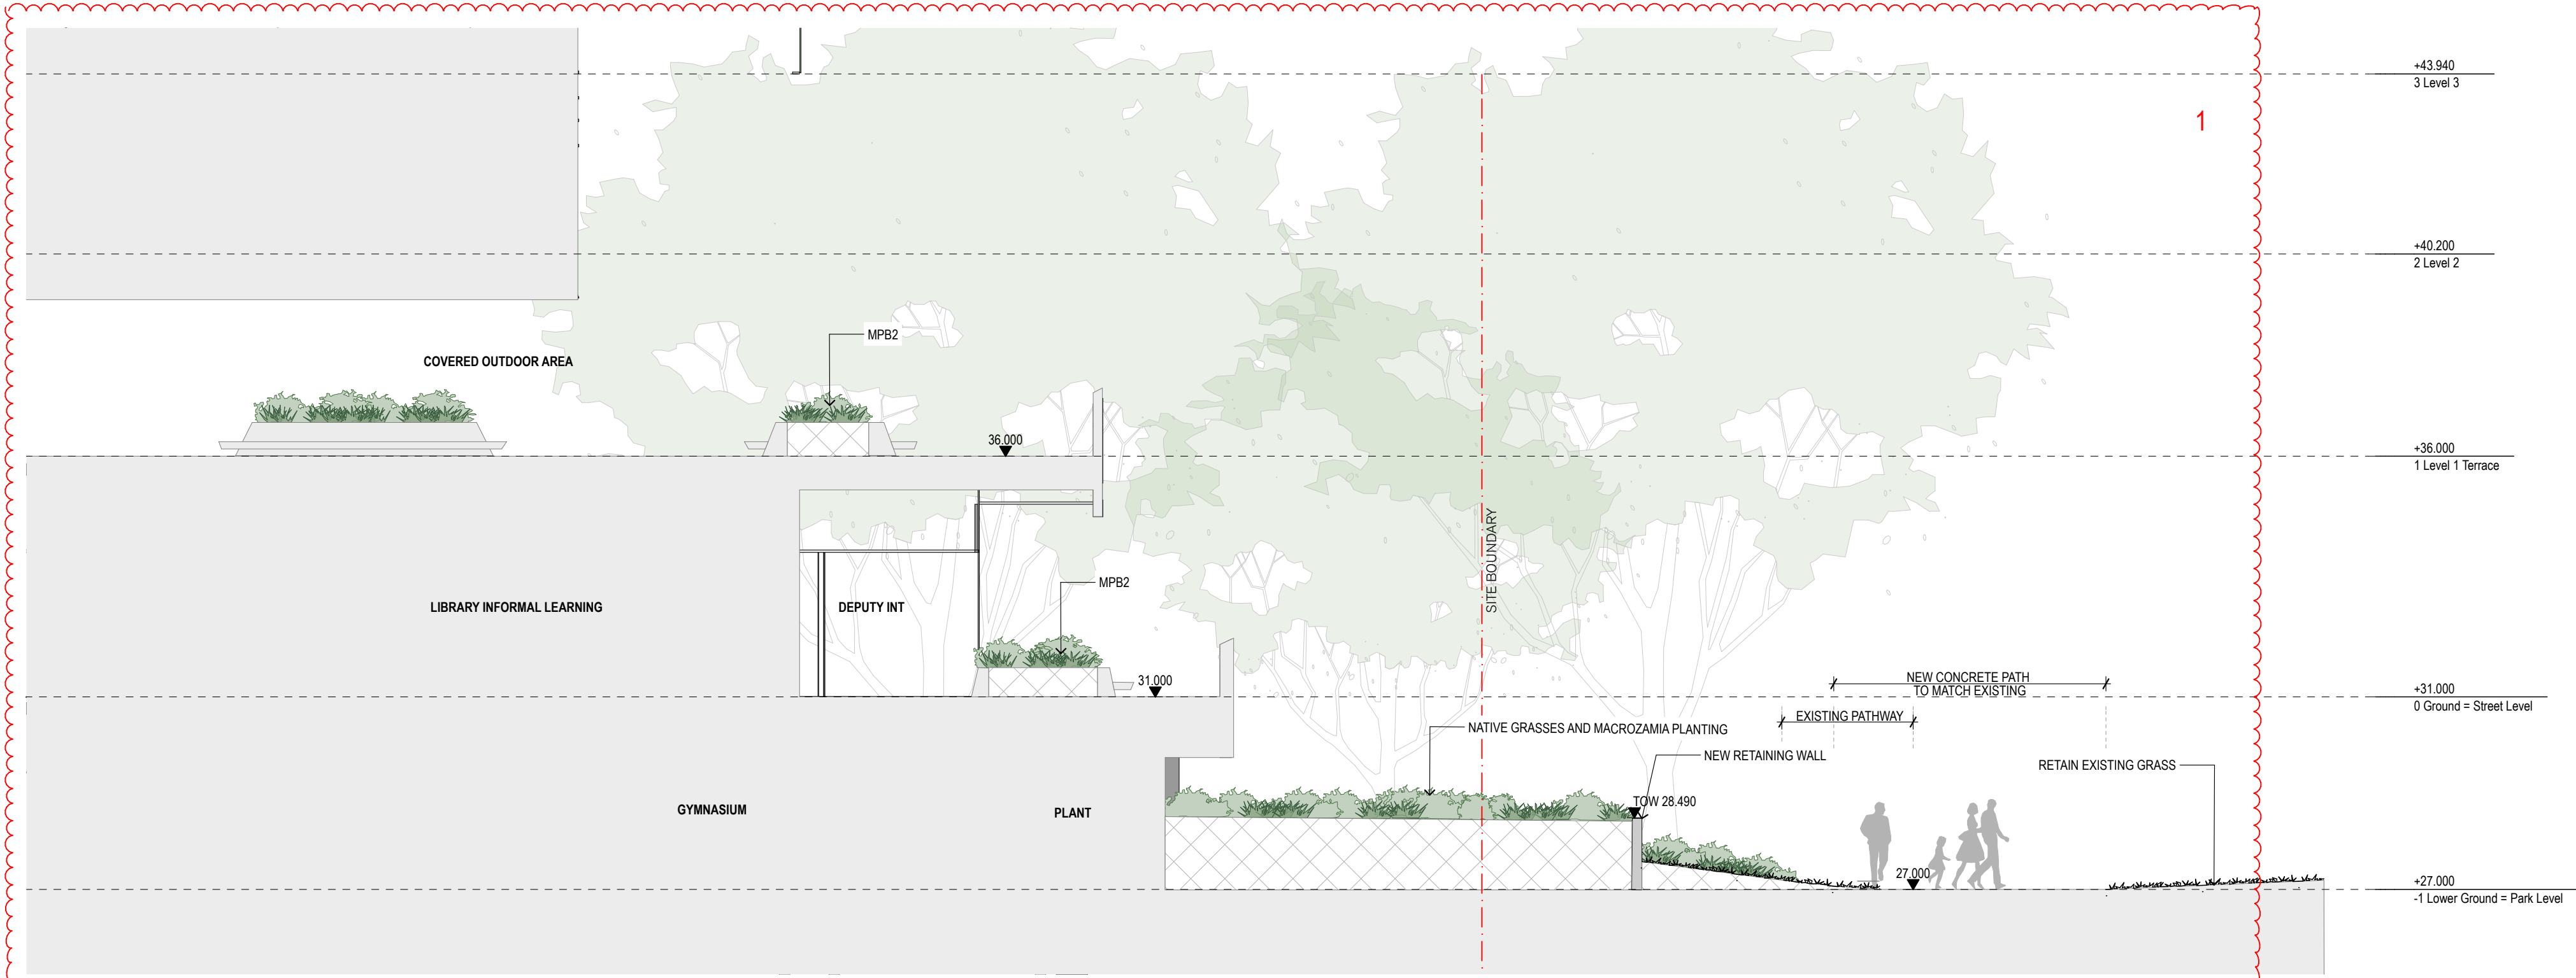 +43.940
3 Level 3
1
+40.200
2 Level 2
MPB2
COVERED OUTDOOR AREA
36.000
+36.000
1 Level 1 Terrace
SITE BOUNDARY
MPB2
LIBRARY INFORMAL LEARNING
DEPUTY INT
31.000
NEW CONCRETE PATH
TO MATCH EXISTING
+31.000
0 Ground = Street Level
EXISTING PATHWAY
NATIVE GRASSES AND MACROZAMIA PLANTING
NEW RETAINING WALL
RETAIN EXISTING GRASS
TOW 28.490
GYMNASIUM
PLANT
27.000
+27.000
-1 Lower Ground = Park Level